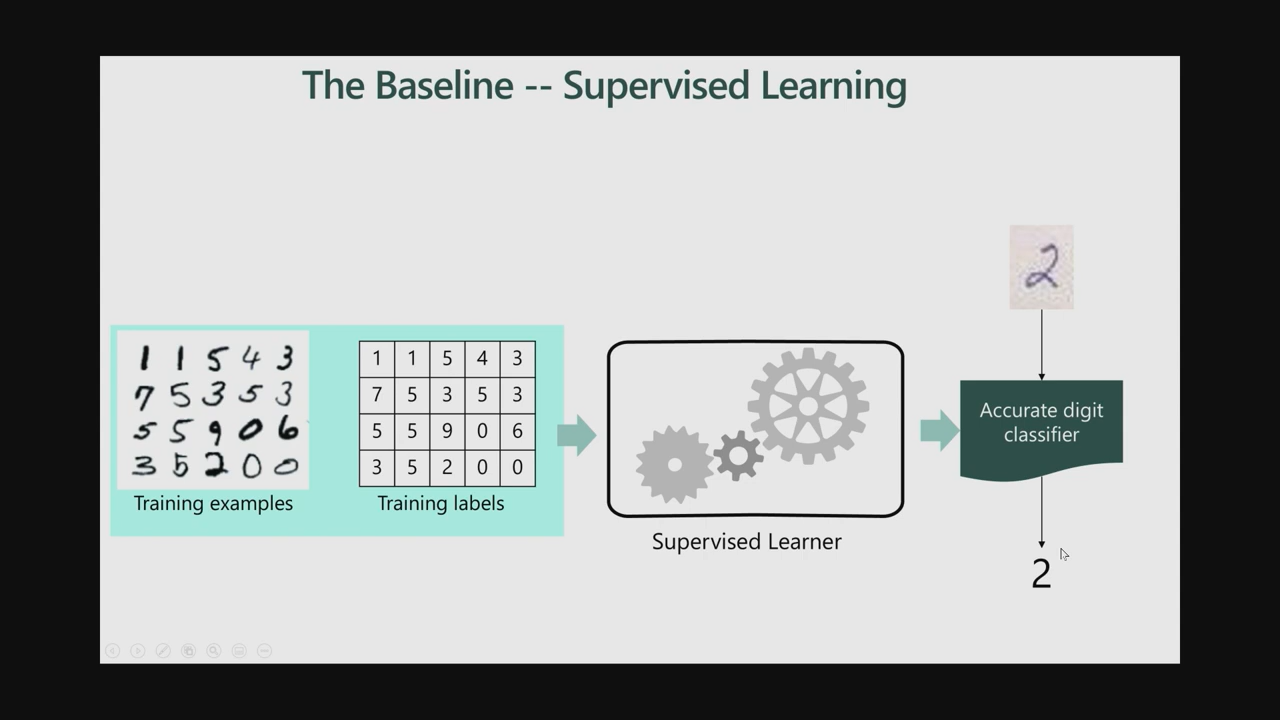 The Baseline -- Supervised Learning
2
1 1 5 4 3
7 5 3 5 3
5 5 9 0 6
3 5 2 0 0
Training examples
1 1 5 4 3
7 5 3 5 3
5 5 9 0 6
3 5 2 0 0
Training labels
Supervised Learner
Accurate digit
classifier
2